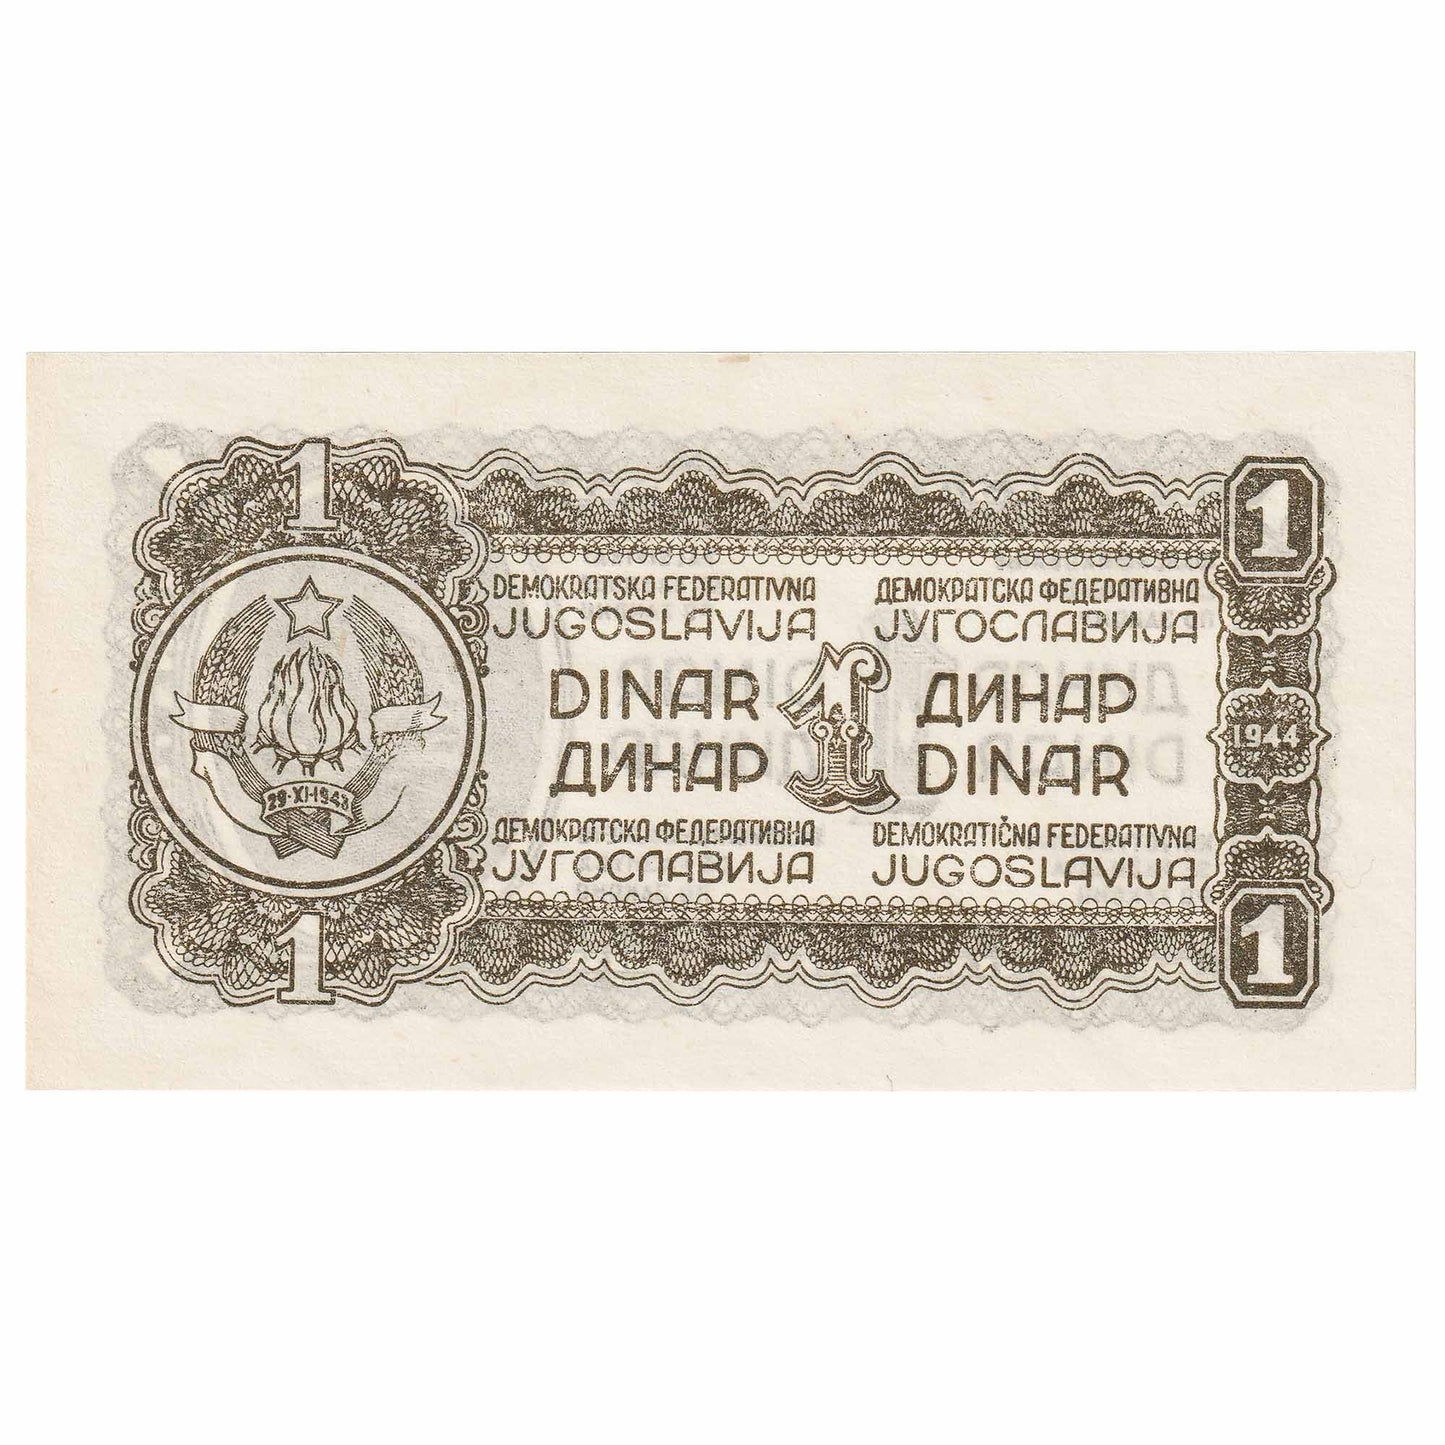 1
1
DEMOKRATSKA FEDERATIVNA
JUGOSLAVIJA
ДЕМОКРАТСКА ФЕДЕРАТИВНА
ЈУГОСЛАВИЈА
DINAR
ДИНАР
1
ДИНАР
DINAR
1944
29·XI·1943
ДЕМОКРАТСКА ФЕДЕРАТИВНА
ЈУГОСЛАВИЈА
DEMOKRATIČNA FEDERATIVNA
JUGOSLAVIJA
1
1